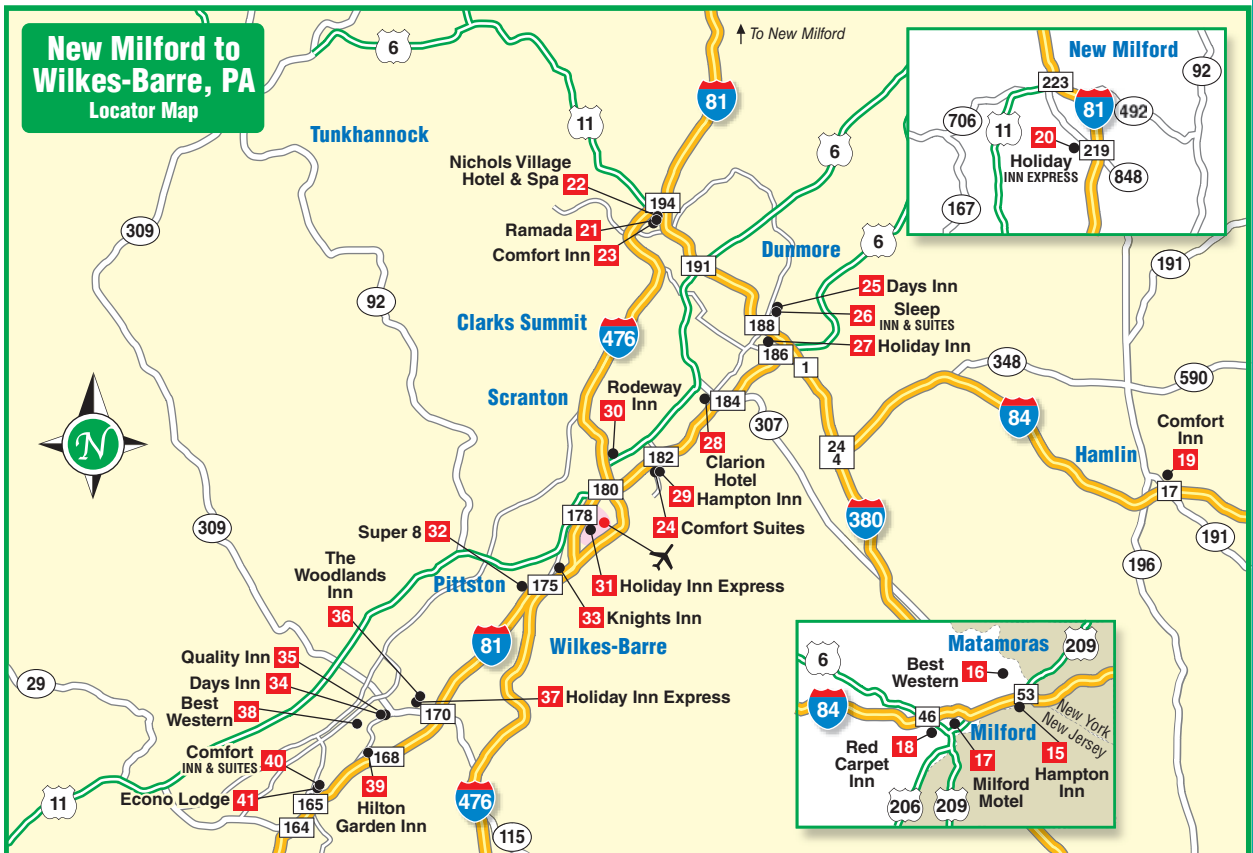 New Milford to
Wilkes-Barre, PA
Locator Map
6
To New Milford
81
11
6
Tunkhannock
Nichols Village
Hotel & Spa 22
194
Ramada 21
Comfort Inn 23
309
191
Dunmore
6
92
25 Days Inn
26 Sleep
INN & SUITES
188
27 Holiday Inn
186
1
Clarks Summit
476
Scranton
Rodeway
Inn
30
184
307
28
Clarion
Hotel
182
29 Hampton Inn
24 Comfort Suites
180
178
24
4
348
590
84
Hamlin
Comfort
Inn
19
17
191
191
196
380
N
309
Super 8 32
The
Woodlands
Inn
36
Pittston
175
31 Holiday Inn Express
33 Knights Inn
81
Wilkes-Barre
Quality Inn 35
Days Inn 34
Best
Western 38
37 Holiday Inn Express
170
29
Comfort
INN & SUITES 40
168
Econo Lodge 41
39
Hilton
Garden Inn
165
164
11
476
115
New Milford
92
223
81
492
706
11
20
Holiday
INN EXPRESS
219
848
167
Matamoras
209
6
Best
Western 16
53
84
46
New York
New Jersey
Milford
18
Red
Carpet
Inn
17
Milford
Motel
15
Hampton
Inn
206
209